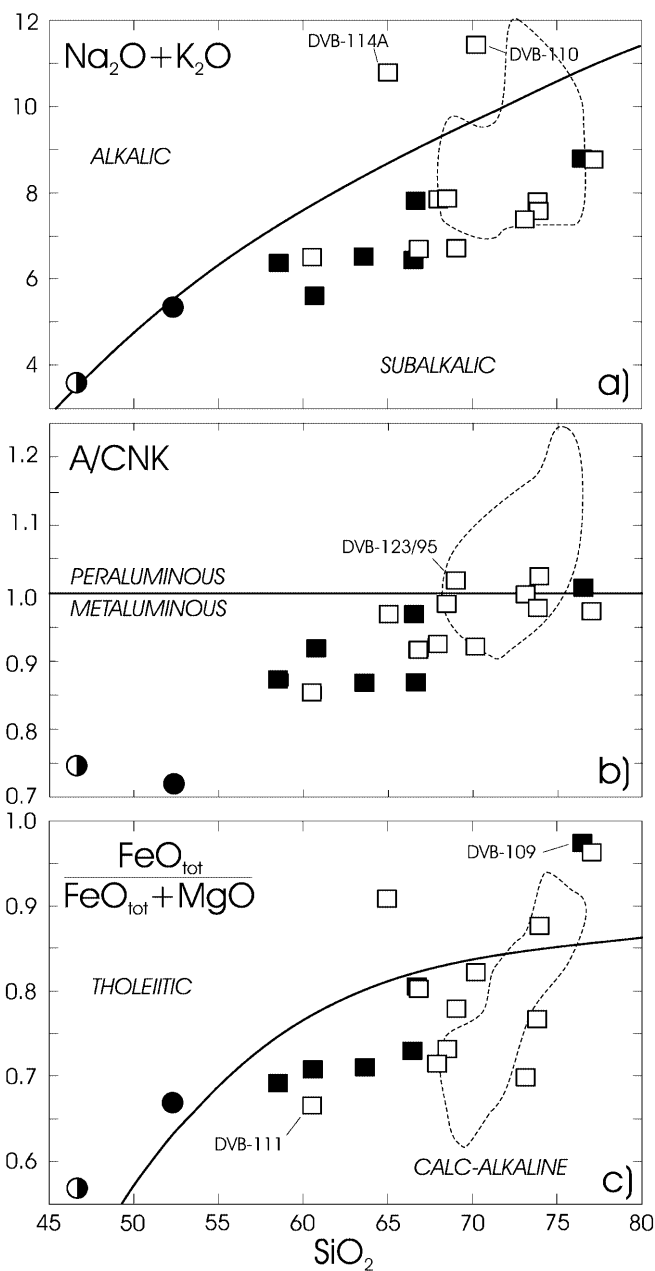 12
Na₂O+K₂O
DVB-114A
DVB-110
10
ALKALIC
8
6
4
SUBALKALIC
a)
A/CNK
1.2
1.1
DVB-123/95
PERALUMINOUS
1.0
METALUMINOUS
0.9
0.8
0.7
b)
1.0
FeO_tot
FeO_tot+MgO
DVB-109
0.9
THOLEIITIC
0.8
0.7
DVB-111
CALC-ALKALINE
0.6
c)
45 50 55 60 65 70 75 80
SiO₂